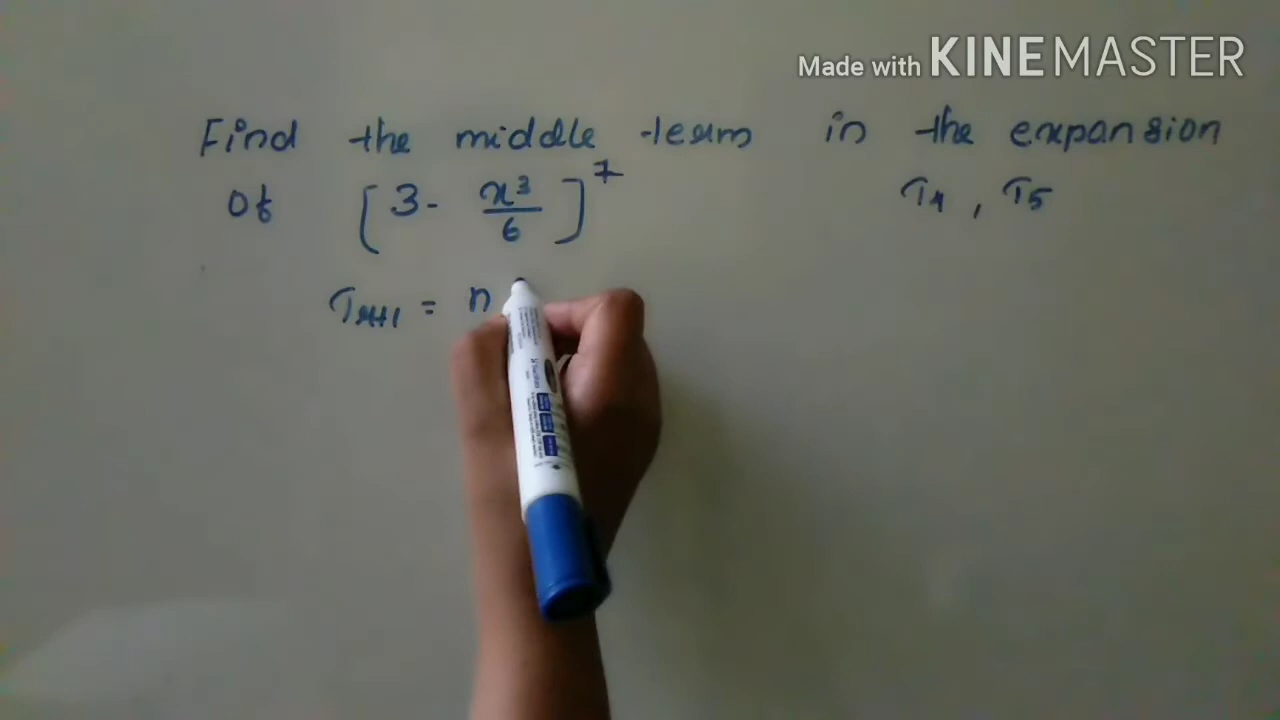 Made with KINEMASTER
Find the middle term in the expansion
of [3 - x³/6]⁷ T₄, T₅
Tᵣ₊₁ = n